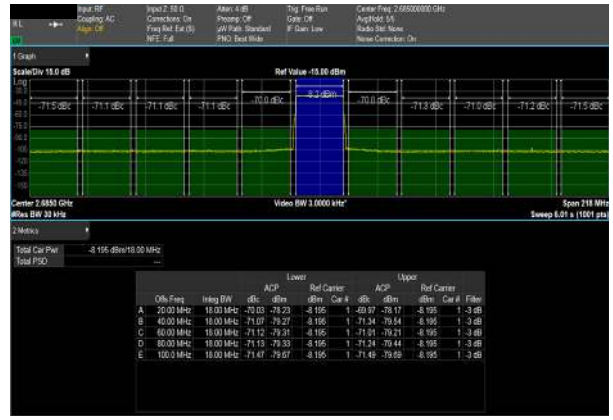 Input: RF Input Z: 50 Ω Atten: 4 dB Trig: Free Run Center Freq: 2.685000000 GHz
RL Coupling: AC Corrections: On Preamp: Off Gate: Off Avg|Hold: 5/5
Align: Off Freq Ref: Ext (S) µW Path: Standard IF Gain: Low Radio Std: None
NFE: Full PNO: Best Wide Noise Correction: On
1 Graph
Scale/Div 15.0 dB Ref Value -15.00 dBm
Log
-71.5 dBc -71.1 dBc -71.1 dBc -71.1 dBc -70.0 dBc -8.2 dBm -70.0 dBc -71.3 dBc -71.0 dBc -71.2 dBc -71.5 dBc
Center 2.6850 GHz Video BW 3.0000 kHz* Span 218 MHz
#Res BW 30 kHz Sweep 6.01 s (1001 pts)
2 Metrics
Total Car Pwr -8.195 dBm/18.00 MHz
Total PSD ---
Lower Upper
ACP Ref Carrier ACP Ref Carrier
Offs Freq Integ BW dBc dBm dBm Car # dBc dBm dBm Car # Filter
A 20.00 MHz 18.00 MHz -70.03 -78.23 -8.195 1 -69.97 -78.17 -8.195 1 -3 dB
B 40.00 MHz 18.00 MHz -71.07 -79.27 -8.195 1 -71.34 -79.54 -8.195 1 -3 dB
C 60.00 MHz 18.00 MHz -71.12 -79.31 -8.195 1 -71.01 -79.21 -8.195 1 -3 dB
D 80.00 MHz 18.00 MHz -71.13 -79.33 -8.195 1 -71.24 -79.44 -8.195 1 -3 dB
E 100.0 MHz 18.00 MHz -71.47 -79.67 -8.195 1 -71.49 -79.69 -8.195 1 -3 dB